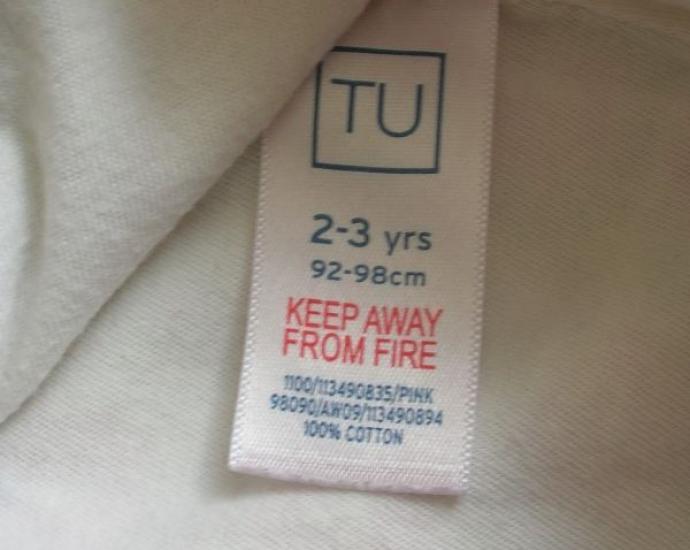 TU
2-3 yrs
92-98cm
KEEP AWAY
FROM FIRE
1100/113490835/PINK
98090/AW09/113490894
100% COTTON